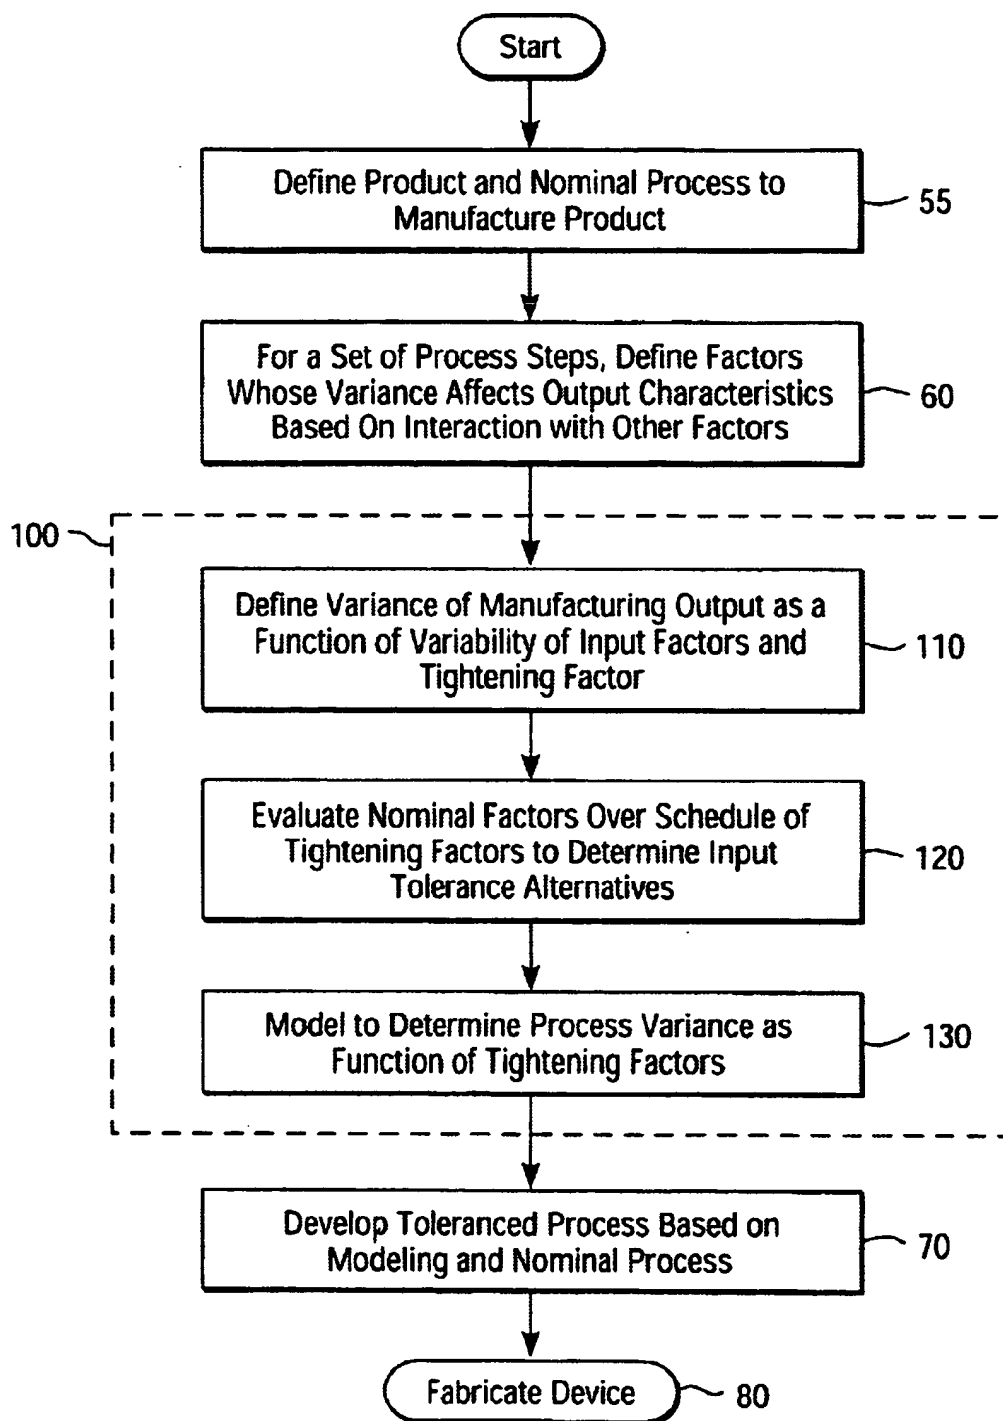 Start
Define Product and Nominal Process to
Manufacture Product
55
For a Set of Process Steps, Define Factors
Whose Variance Affects Output Characteristics
Based On Interaction with Other Factors
60
100
Define Variance of Manufacturing Output as a
Function of Variability of Input Factors and
Tightening Factor
110
Evaluate Nominal Factors Over Schedule of
Tightening Factors to Determine Input
Tolerance Alternatives
120
Model to Determine Process Variance as
Function of Tightening Factors
130
Develop Toleranced Process Based on
Modeling and Nominal Process
70
Fabricate Device
80